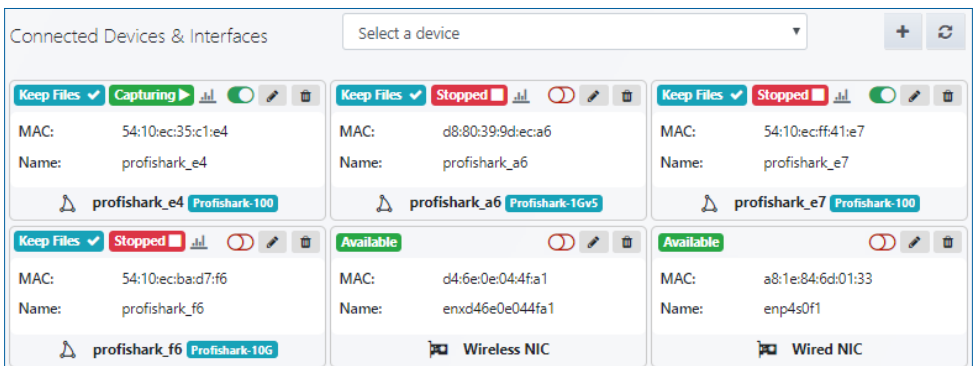 Connected Devices & Interfaces
Select a device
Keep Files Capturing
MAC: 54:10:ec:35:c1:e4
Name: profishark_e4
profishark_e4 Profishark-100
Keep Files Stopped
MAC: d8:80:39:9d:ec:a6
Name: profishark_a6
profishark_a6 Profishark-1Gv5
Keep Files Stopped
MAC: 54:10:ec:ff:41:e7
Name: profishark_e7
profishark_e7 Profishark-100
Keep Files Stopped
MAC: 54:10:ec:ba:d7:f6
Name: profishark_f6
profishark_f6 Profishark-10G
Available
MAC: d4:6e:0e:04:4f:a1
Name: enxd46e0e044fa1
Wireless NIC
Available
MAC: a8:1e:84:6d:01:33
Name: enp4s0f1
Wired NIC